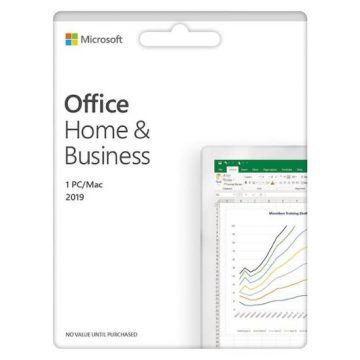 Microsoft
Office
Home &
Business
1 PC/Mac
2019
NO VALUE UNTIL PURCHASED